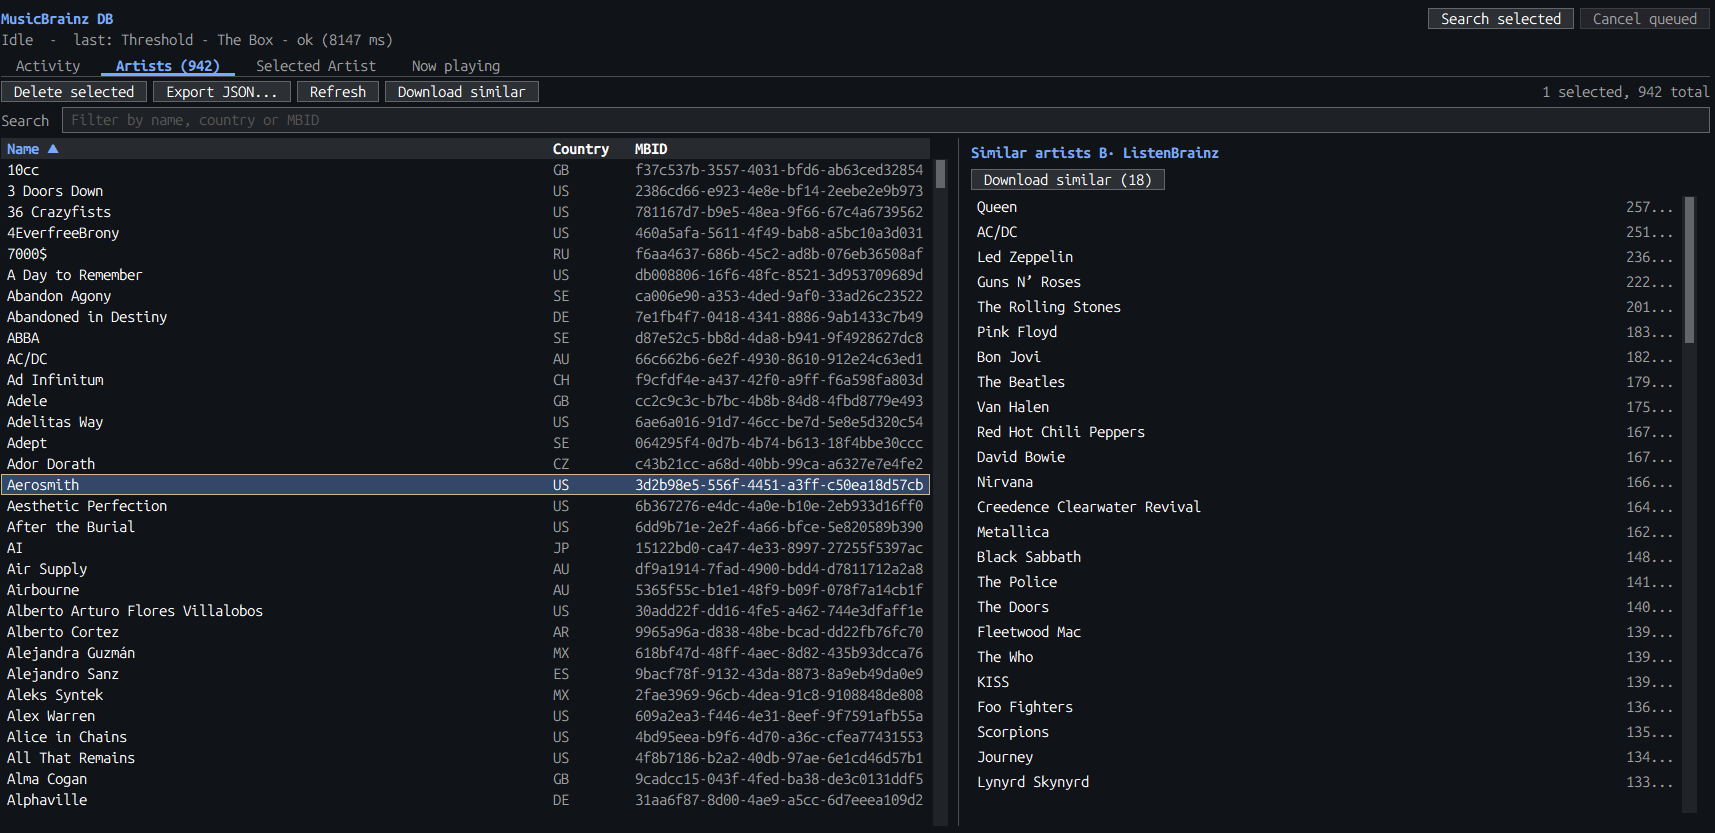 MusicBrainz DB
Search selected Cancel queued
Idle - last: Threshold - The Box - ok (8147 ms)
Activity Artists (942) Selected Artist Now playing
Delete selected Export JSON... Refresh Download similar 1 selected, 942 total
Search Filter by name, country or MBID
Name ▲ Country MBID
10cc GB f37c537b-3557-4031-bfd6-ab63ced32854
3 Doors Down US 2386cd66-e923-4e8e-bf14-2eebe2e9b973
36 Crazyfists US 781167d7-b9e5-48ea-9f66-67c4a6739562
4EverfreeBrony US 460a5afa-5611-4f49-bab8-a5bc10a3d031
7000$ RU f6aa4637-686b-45c2-ad8b-076eb36508af
A Day to Remember US db008806-16f6-48fc-8521-3d953709689d
Abandon Agony SE ca006e90-a353-4ded-9af0-33ad26c23522
Abandoned in Destiny DE 7e1fb4f7-0418-4341-8886-9ab1433c7b49
ABBA SE d87e52c5-bb8d-4da8-b941-9f4928627dc8
AC/DC AU 66c662b6-6e2f-4930-8610-912e24c63ed1
Ad Infinitum CH f9cfdf4e-a437-42f0-a9ff-f6a598fa803d
Adele GB cc2c9c3c-b7bc-4b8b-84d8-4fbd8779e493
Adelitas Way US 6ae6a016-91d7-46cc-be7d-5e8e5d320c54
Adept SE 064295f4-0d7b-4b74-b613-18f4bbe30ccc
Ador Dorath CZ c43b21cc-a68d-40bb-99ca-a6327e7e4fe2
Aerosmith US 3d2b98e5-556f-4451-a3ff-c50ea18d57cb
Aesthetic Perfection US 6b367276-e4dc-4a0e-b10e-2eb933d16ff0
After the Burial US 6dd9b71e-2e2f-4a66-bfce-5e820589b390
AI JP 15122bd0-ca47-4e33-8997-27255f5397ac
Air Supply AU df9a1914-7fad-4900-bdd4-d7811712a2a8
Airbourne AU 5365f55c-b1e1-48f9-b09f-078f7a14cb1f
Alberto Arturo Flores Villalobos US 30add22f-dd16-4fe5-a462-744e3dfaff1e
Alberto Cortez AR 9965a96a-d838-48be-bcad-dd22fb76fc70
Alejandra Guzmán MX 618bf47d-48ff-4aec-8d82-435b93dcca76
Alejandro Sanz ES 9bacf78f-9132-43da-8873-8a9eb49da0e9
Aleks Syntek MX 2fae3969-96cb-4dea-91c8-9108848de808
Alex Warren US 609a2ea3-f446-4e31-8eef-9f7591afb55a
Alice in Chains US 4bd95eea-b9f6-4d70-a36c-cfea77431553
All That Remains US 4f8b7186-b2a2-40db-97ae-6e1cd46d57b1
Alma Cogan GB 9cadcc15-043f-4fed-ba38-de3c0131ddf5
Alphaville DE 31aa6f87-8d00-4ae9-a5cc-6d7eeea109d2
Similar artists В· ListenBrainz
Download similar (18)
Queen 257...
AC/DC 251...
Led Zeppelin 236...
Guns N’ Roses 222...
The Rolling Stones 201...
Pink Floyd 183...
Bon Jovi 182...
The Beatles 179...
Van Halen 175...
Red Hot Chili Peppers 167...
David Bowie 167...
Nirvana 166...
Creedence Clearwater Revival 164...
Metallica 162...
Black Sabbath 148...
The Police 141...
The Doors 140...
Fleetwood Mac 139...
The Who 139...
KISS 139...
Foo Fighters 136...
Scorpions 135...
Journey 134...
Lynyrd Skynyrd 133...